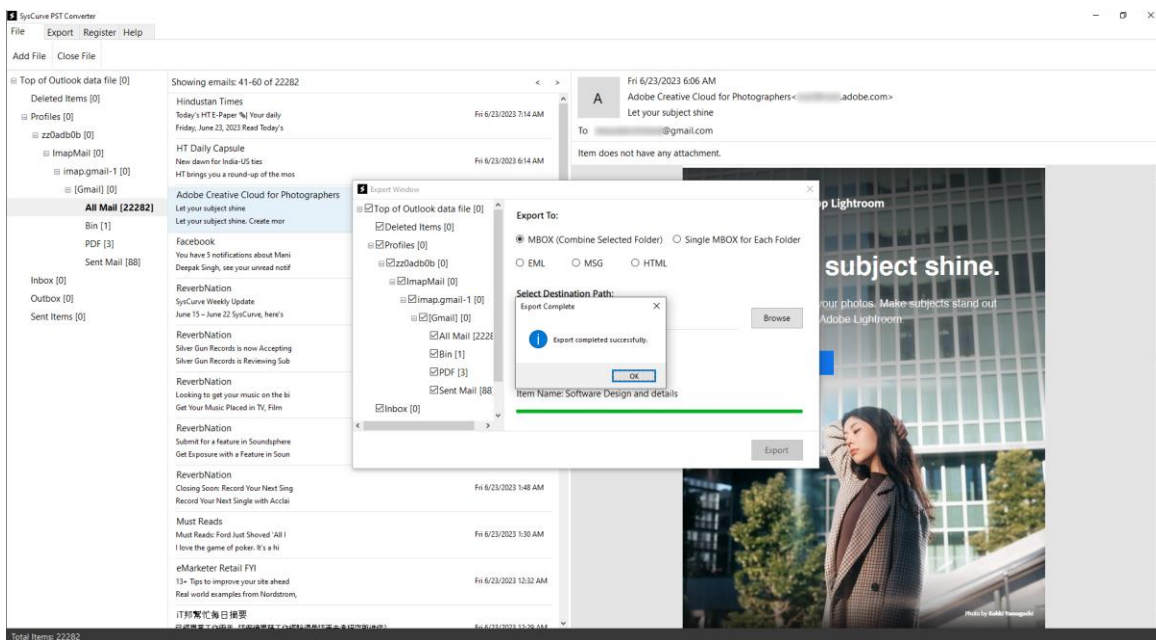 SysCurve PST Converter
File Export Register Help
Add File Close File
Top of Outlook data file [0]
Deleted Items [0]
Profiles [0]
zz0adb0b [0]
ImapMail [0]
imap.gmail-1 [0]
[Gmail] [0]
All Mail [22282]
Bin [1]
PDF [3]
Sent Mail [88]
Inbox [0]
Outbox [0]
Sent Items [0]
Showing emails: 41-60 of 22282 < >
Hindustan Times
Today's HT E-Paper | Your daily Fri 6/23/2023 7:14 AM
Friday, June 23, 2023 Read Today's
HT Daily Capsule
New dawn for India-US ties Fri 6/23/2023 6:14 AM
HT brings you a round-up of the mos
Adobe Creative Cloud for Photographers
Let your subject shine
Let your subject shine. Create mor
Facebook
You have 5 notifications about Mani
Deepak Singh, see your unread notif
ReverbNation
SysCurve Weekly Update
June 15 – June 22 SysCurve, here's
ReverbNation
Silver Gun Records is now Accepting
Silver Gun Records is Reviewing Sub
ReverbNation
Looking to get your music on the bi
Get Your Music Placed in TV, Film
ReverbNation
Submit for a feature in Soundsphere
Get Exposure with a Feature in Soun
ReverbNation
Closing Soon: Record Your Next Sing Fri 6/23/2023 1:48 AM
Record Your Next Single with Acclai
Must Reads
Must Reads: Ford Just Shoved 'All I Fri 6/23/2023 1:30 AM
I love the game of poker. It's a hi
eMarketer Retail FYI
13+ Tips to improve your site ahead Fri 6/23/2023 12:32 AM
Real world examples from Nordstrom,
iT邦幫忙每日摘要
Fri 6/23/2023 12:29 AM
A
Fri 6/23/2023 6:06 AM
Adobe Creative Cloud for Photographers< .adobe.com>
Let your subject shine
To @gmail.com
Item does not have any attachment.
p Lightroom
subject shine.
your photos. Make subjects stand out
Adobe Lightroom.
Photo by Kohki Yamaguchi
Export Window
Top of Outlook data file [0]
Deleted Items [0]
Profiles [0]
zz0adb0b [0]
ImapMail [0]
imap.gmail-1 [0]
[Gmail] [0]
All Mail [2228
Bin [1]
PDF [3]
Sent Mail [88
Inbox [0]
Export To:
MBOX (Combine Selected Folder) Single MBOX for Each Folder
EML MSG HTML
Select Destination Path:
Browse
Export Complete
Export completed successfully.
OK
Item Name: Software Design and details
Export
Total Items: 22282